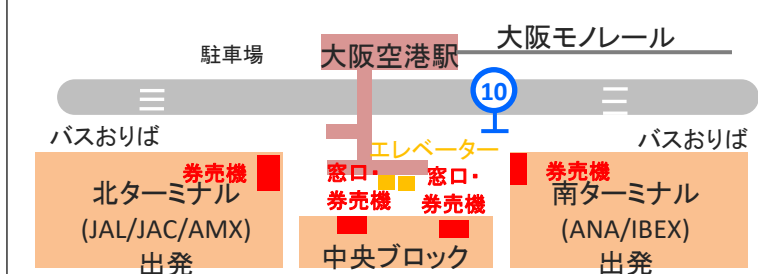 大阪モノレール
大阪空港駅
駐車場
10
バスおりば
バスおりば
エレベーター
券売機
窓口・
券売機
窓口・
券売機
券売機
北ターミナル
(JAL/JAC/AMX)
出発
中央ブロック
南ターミナル
(ANA/IBEX)
出発